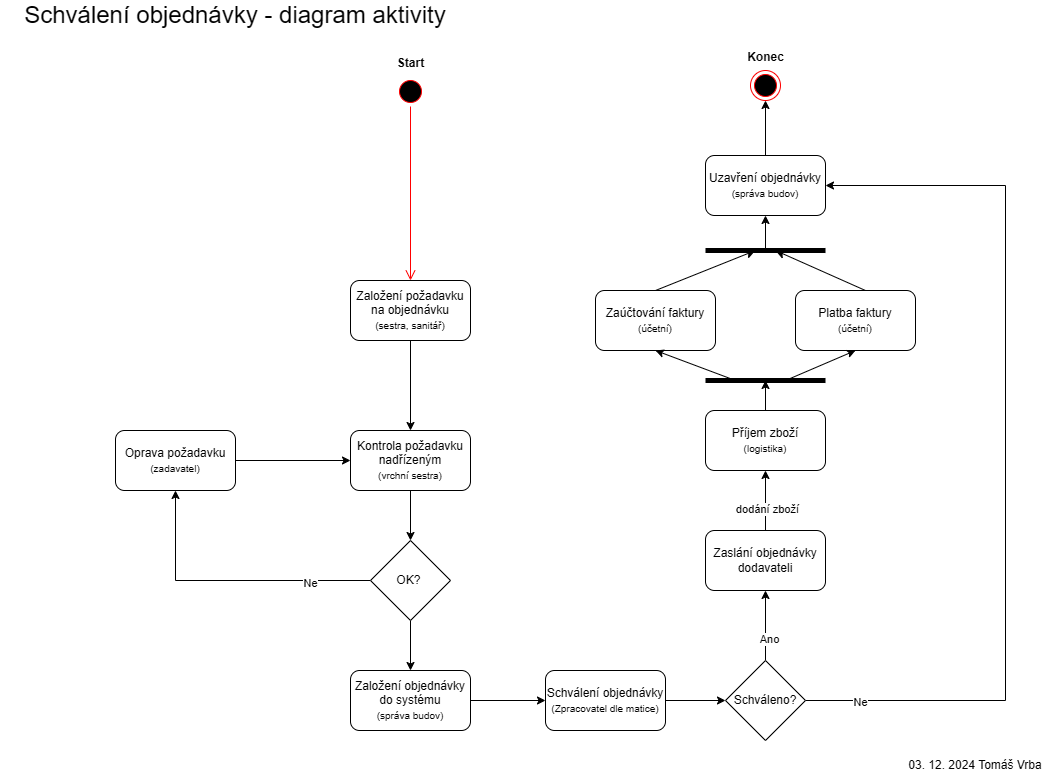 Schválení objednávky - diagram aktivity
Start
Konec
Uzavření objednávky
(správa budov)
Založení požadavku
na objednávku
(sestra, sanitář)
Zaúčtování faktury
(účetní)
Platba faktury
(účetní)
Příjem zboží
(logistika)
Oprava požadavku
(zadavatel)
Kontrola požadavku
nadřízeným
(vrchní sestra)
dodání zboží
Zaslání objednávky
dodavateli
OK?
Ne
Ano
Založení objednávky
do systému
(správa budov)
Schválení objednávky
(Zpracovatel dle matice)
Schváleno?
Ne
03. 12. 2024 Tomáš Vrba